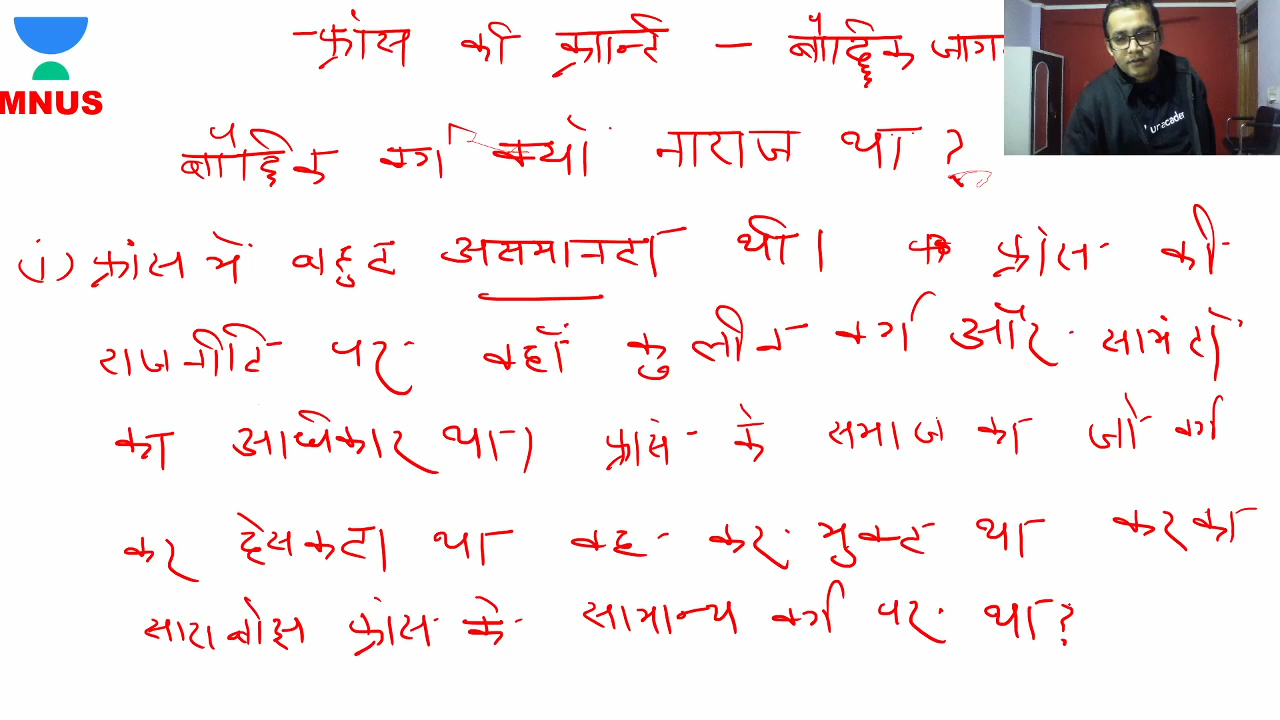 फ्रांस की क्रान्ति - बौद्धिक जाग
MNUS
बौद्धिक वर्ग क्यों नाराज था ?
(i) फ्रांस में बहुत असमानता थी। फ्रांस की
राजनीति पर वहाँ कुलीन वर्ग और सामंतों
का अधिकार था। फ्रांस के समाज का जो वर्ग
कर दे सकता था वह कर मुक्त था कर का
सारा बोझ फ्रांस के सामान्य वर्ग पर था?